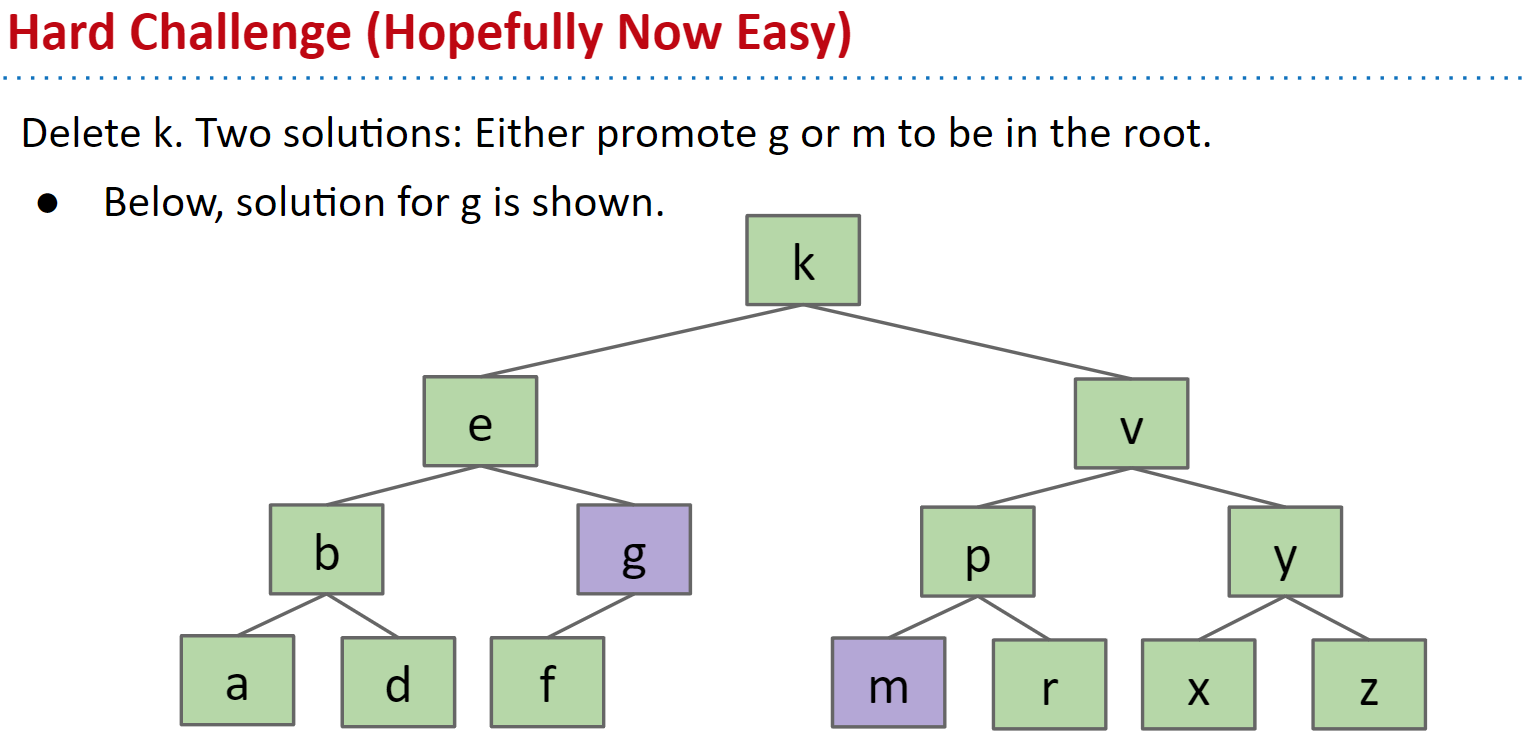 Hard Challenge (Hopefully Now Easy)
Delete k. Two solutions: Either promote g or m to be in the root.
● Below, solution for g is shown.
k
e v
b g p y
a d f m r x z